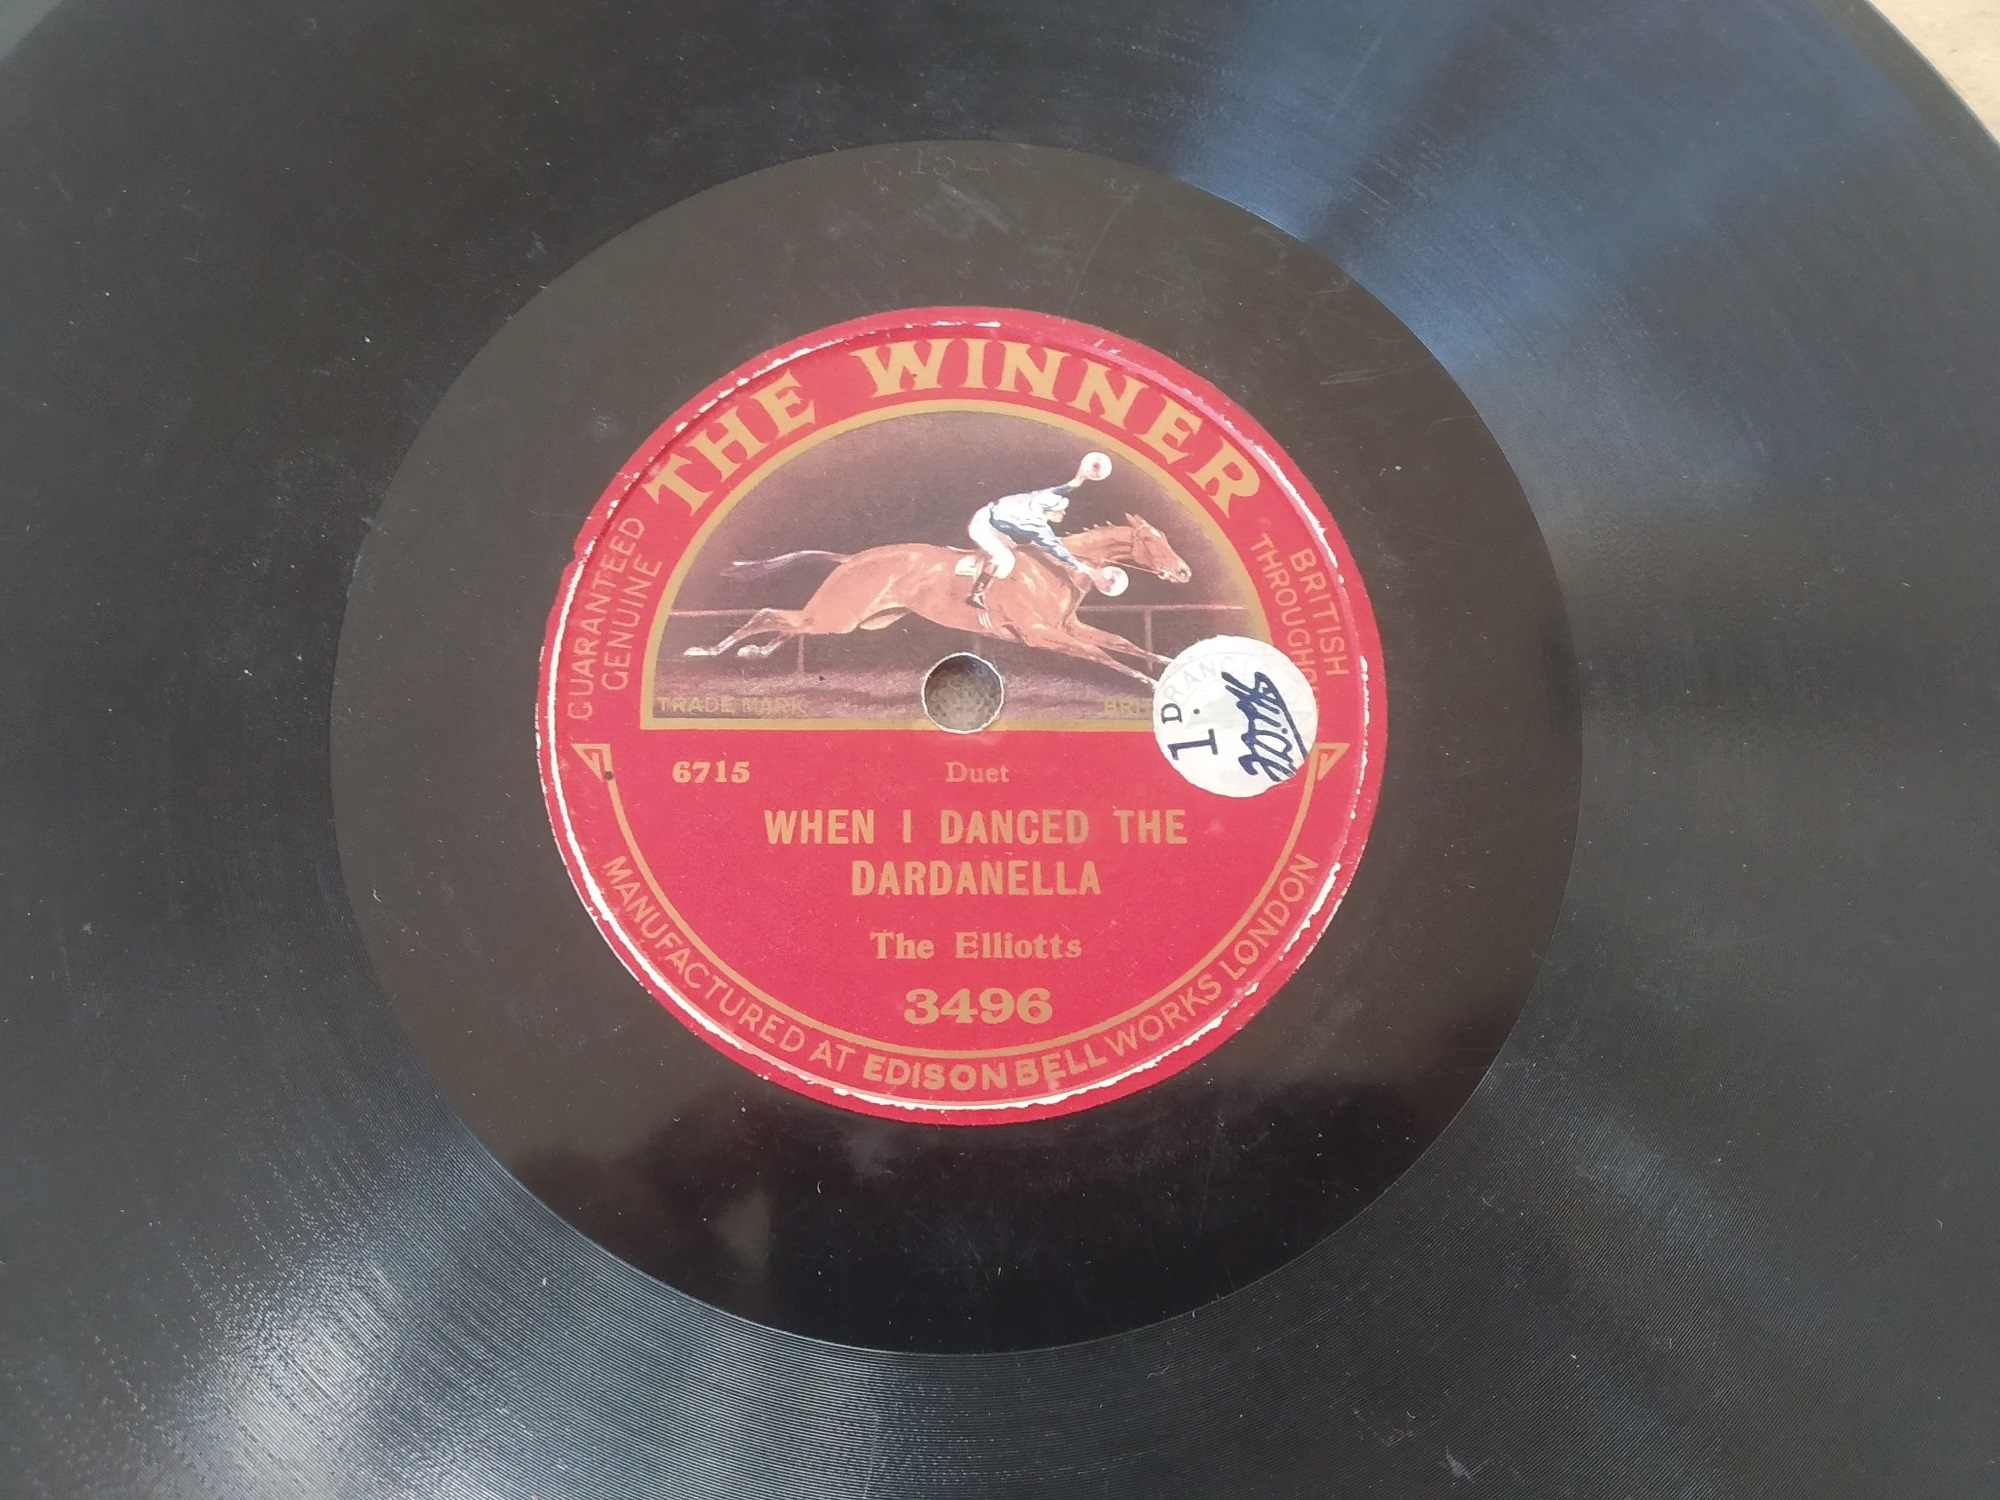 THE WINNER
GUARANTEED
GENUINE
BRITISH
TRADE MARK
1D.
6715
Duet
WHEN I DANCED THE
DARDANELLA
The Elliotts
3496
MANUFACTURED AT EDISON BELL WORKS LONDON